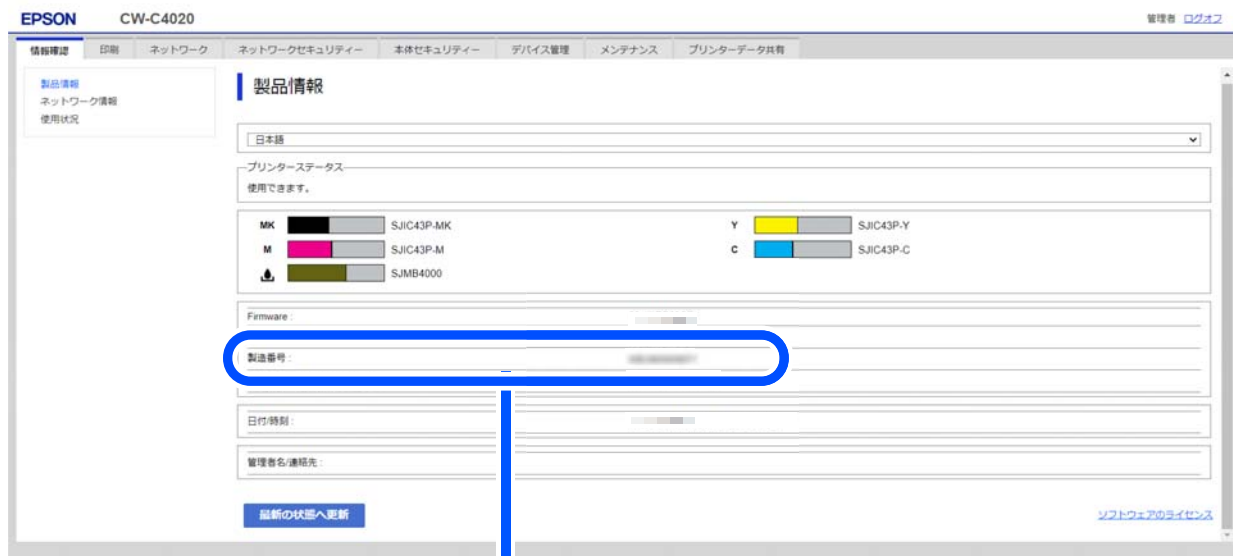 EPSON CW-C4020 管理者 ログオフ
情報確認 印刷 ネットワーク ネットワークセキュリティー 本体セキュリティー デバイス管理 メンテナンス プリンターデータ共有
製品情報
ネットワーク情報
使用状況
製品情報
日本語
プリンターステータス
使用できます。
MK SJIC43P-MK Y SJIC43P-Y
M SJIC43P-M C SJIC43P-C
SJMB4000
Firmware :
製造番号 :
日付/時刻 :
管理者名/連絡先 :
最新の状態へ更新 ソフトウェアのライセンス